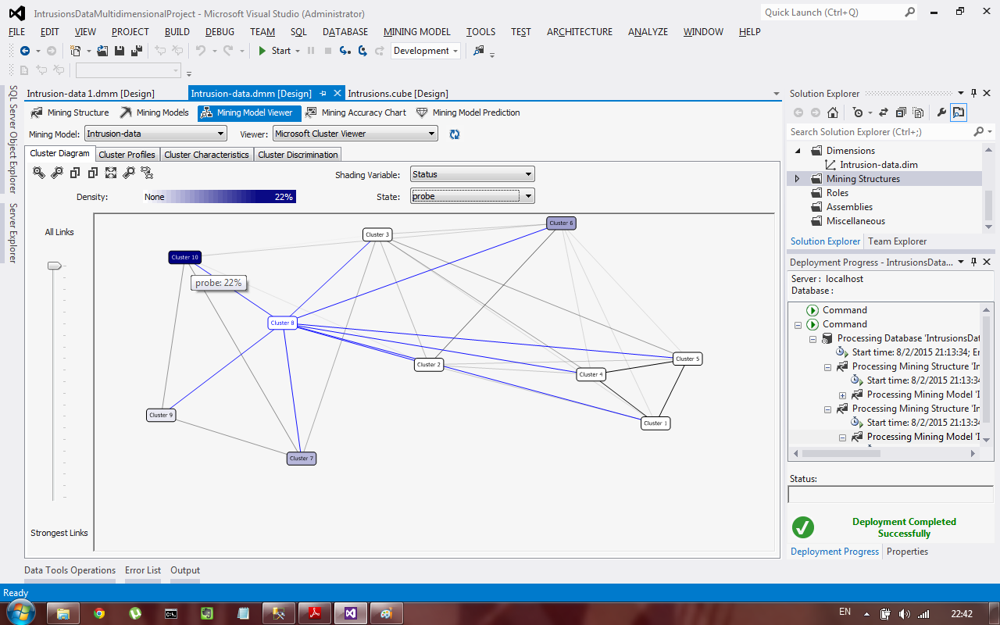 IntrusionsDataMultidimensionalProject - Microsoft Visual Studio (Administrator)
Quick Launch (Ctrl+Q)
FILE EDIT VIEW PROJECT BUILD DEBUG TEAM SQL DATABASE MINING MODEL TOOLS TEST ARCHITECTURE ANALYZE WINDOW HELP
Start Development
SQL Server Object Explorer
Server Explorer
Intrusion-data 1.dmm [Design] Intrusion-data.dmm [Design] Intrusions.cube [Design]
Mining Structure Mining Models Mining Model Viewer Mining Accuracy Chart Mining Model Prediction
Mining Model: Intrusion-data Viewer: Microsoft Cluster Viewer
Cluster Diagram Cluster Profiles Cluster Characteristics Cluster Discrimination
Shading Variable: Status
Density: None 22% State: probe
All Links
Strongest Links
Cluster 6
Cluster 3
Cluster 10
probe: 22%
Cluster 8
Cluster 5
Cluster 2
Cluster 4
Cluster 9
Cluster 1
Cluster 7
Solution Explorer
Search Solution Explorer (Ctrl+;)
Dimensions
Intrusion-data.dim
Mining Structures
Roles
Assemblies
Miscellaneous
Solution Explorer Team Explorer
Deployment Progress - IntrusionsData...
Server : localhost
Database :
Command
Command
Processing Database 'IntrusionsDat
Start time: 8/2/2015 21:13:34; En
Processing Mining Structure 'In
Start time: 8/2/2015 21:13:34
Processing Mining Model 'I
Processing Mining Structure 'In
Start time: 8/2/2015 21:13:34
Processing Mining Model 'I
Status:
Deployment Completed
Successfully
Deployment Progress Properties
Data Tools Operations Error List Output
Ready
EN 22:42